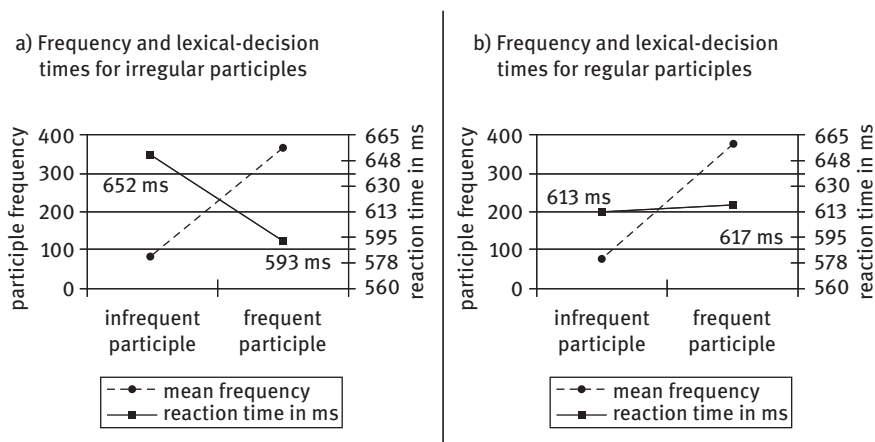 a) Frequency and lexical-decision
times for irregular participles
participle frequency
400
300
200
100
0
652 ms
593 ms
665
648
630
613
595
578
560
reaction time in ms
infrequent
participle
frequent
participle
mean frequency
reaction time in ms
b) Frequency and lexical-decision
times for regular participles
participle frequency
400
300
200
100
0
613 ms
617 ms
665
648
630
613
595
578
560
reaction time in ms
infrequent
participle
frequent
participle
mean frequency
reaction time in ms